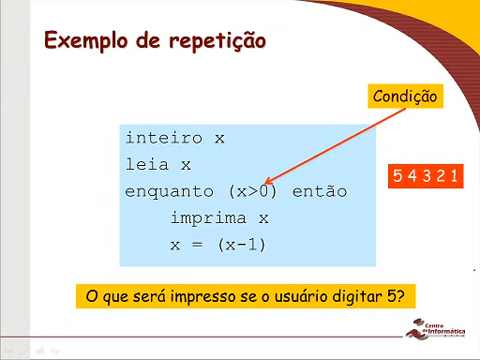 Exemplo de repetição
Condição
inteiro x
leia x
enquanto (x>0) então
imprima x
x = (x-1)
5 4 3 2 1
O que será impresso se o usuário digitar 5?
Centro
de Informática